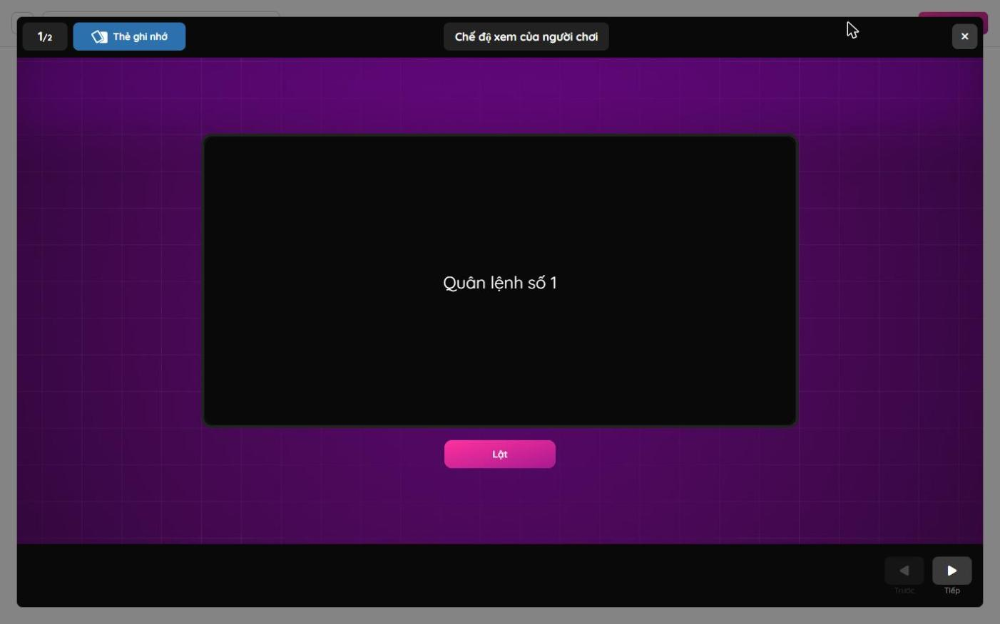 1/2
Thẻ ghi nhớ
Chế độ xem của người chơi
Quân lệnh số 1
Lật
Trước
Tiếp